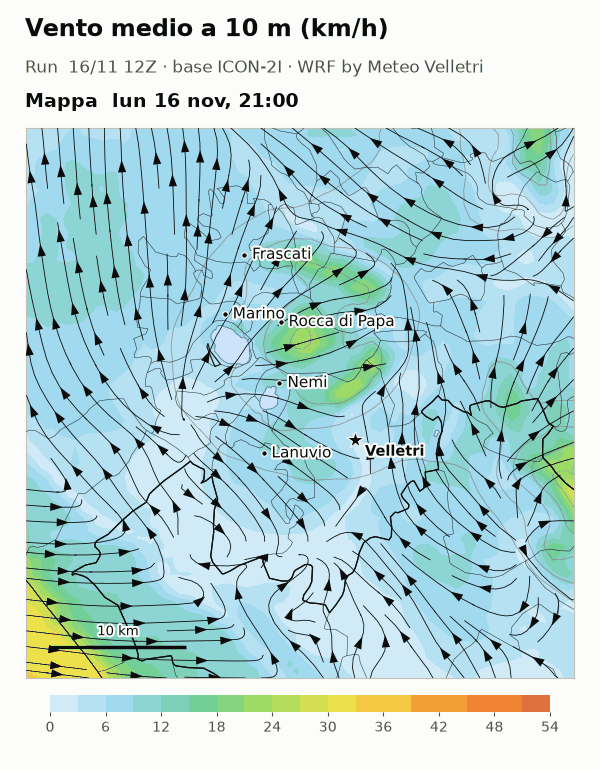 Vento medio a 10 m (km/h)
Run  16/11 12Z · base ICON-2I · WRF by Meteo Velletri
Mappa  lun 16 nov, 21:00
Frascati
Marino
Rocca di Papa
Nemi
Velletri
Lanuvio
10 km
0 6 12 18 24 30 36 42 48 54